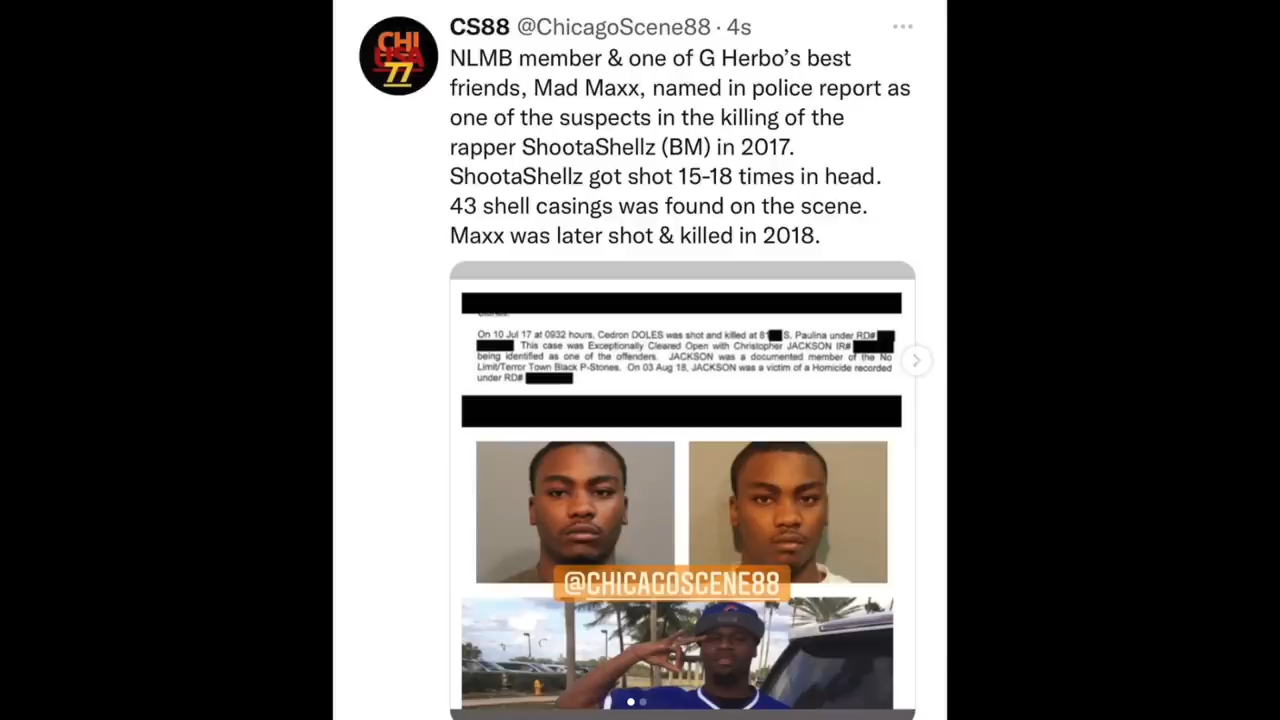 CHI
USA
77
CS88 @ChicagoScene88 · 4s
NLMB member & one of G Herbo's best
friends, Mad Maxx, named in police report as
one of the suspects in the killing of the
rapper ShootaShellz (BM) in 2017.
ShootaShellz got shot 15-18 times in head.
43 shell casings was found on the scene.
Maxx was later shot & killed in 2018.
On 10 Jul 17 at 0932 hours, Cedron DOLES was shot and killed at 81 S. Paulina under RD#
This case was Exceptionally Cleared Open with Christopher JACKSON IR#
being identified as one of the offenders. JACKSON was a documented member of the No
Limit/Terror Town Black P-Stones. On 03 Aug 18, JACKSON was a victim of a Homicide recorded
under RD#
@CHICAGOSCENE88